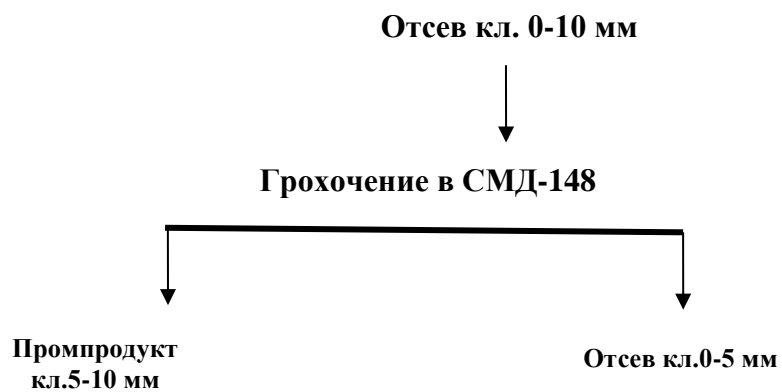 Отсев кл. 0-10 мм
Грохочение в СМД-148
Промпродукт
кл.5-10 мм
Отсев кл.0-5 мм